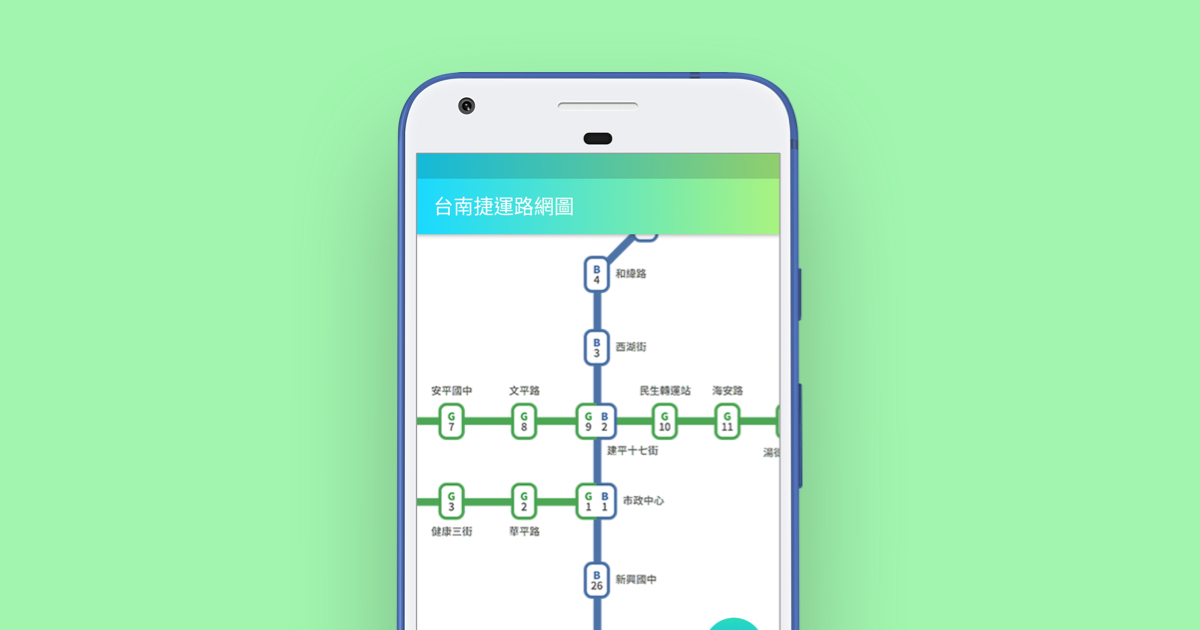 台南捷運路網圖
B
4
和緯路
B
3
西湖街
安平國中
文平路
民生轉運站
海安路
G
7
G
8
G
9
B
2
G
10
G
11
建平十七街
湯
G
3
G
2
G
1
B
1
市政中心
健康三街
華平路
B
26
新興國中